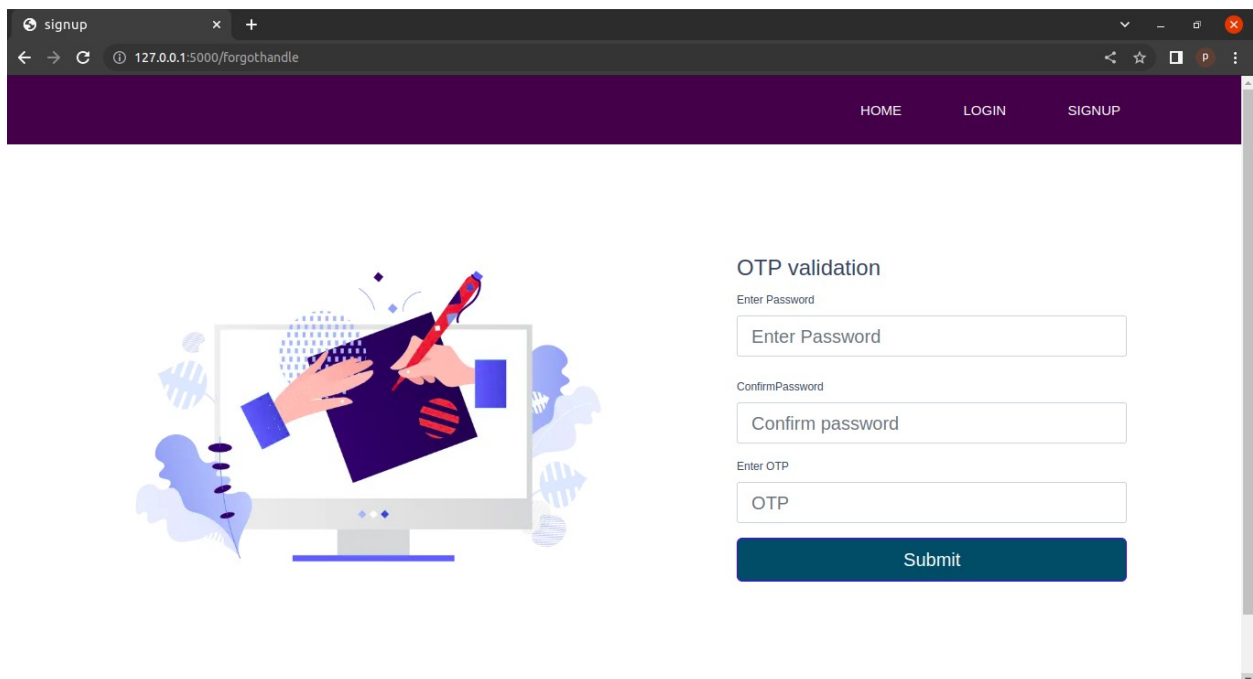 signup
127.0.0.1:5000/forgothandle
P
HOME LOGIN SIGNUP
OTP validation
Enter Password
Enter Password
ConfirmPassword
Confirm password
Enter OTP
OTP
Submit